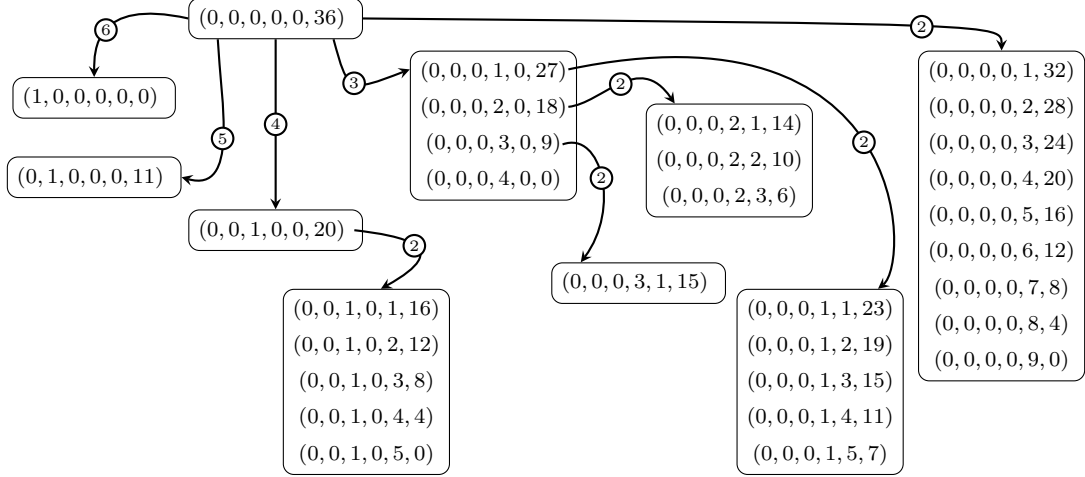 (0, 0, 0, 0, 0, 36)
6
2
3
5
4
2
2
2
2
(1, 0, 0, 0, 0, 0)
(0, 1, 0, 0, 0, 11)
(0, 0, 1, 0, 0, 20)
(0, 0, 0, 1, 0, 27)
(0, 0, 0, 2, 0, 18)
(0, 0, 0, 3, 0, 9)
(0, 0, 0, 4, 0, 0)
(0, 0, 0, 2, 1, 14)
(0, 0, 0, 2, 2, 10)
(0, 0, 0, 2, 3, 6)
(0, 0, 0, 0, 1, 32)
(0, 0, 0, 0, 2, 28)
(0, 0, 0, 0, 3, 24)
(0, 0, 0, 0, 4, 20)
(0, 0, 0, 0, 5, 16)
(0, 0, 0, 0, 6, 12)
(0, 0, 0, 0, 7, 8)
(0, 0, 0, 0, 8, 4)
(0, 0, 0, 0, 9, 0)
(0, 0, 0, 3, 1, 15)
(0, 0, 1, 0, 1, 16)
(0, 0, 1, 0, 2, 12)
(0, 0, 1, 0, 3, 8)
(0, 0, 1, 0, 4, 4)
(0, 0, 1, 0, 5, 0)
(0, 0, 0, 1, 1, 23)
(0, 0, 0, 1, 2, 19)
(0, 0, 0, 1, 3, 15)
(0, 0, 0, 1, 4, 11)
(0, 0, 0, 1, 5, 7)